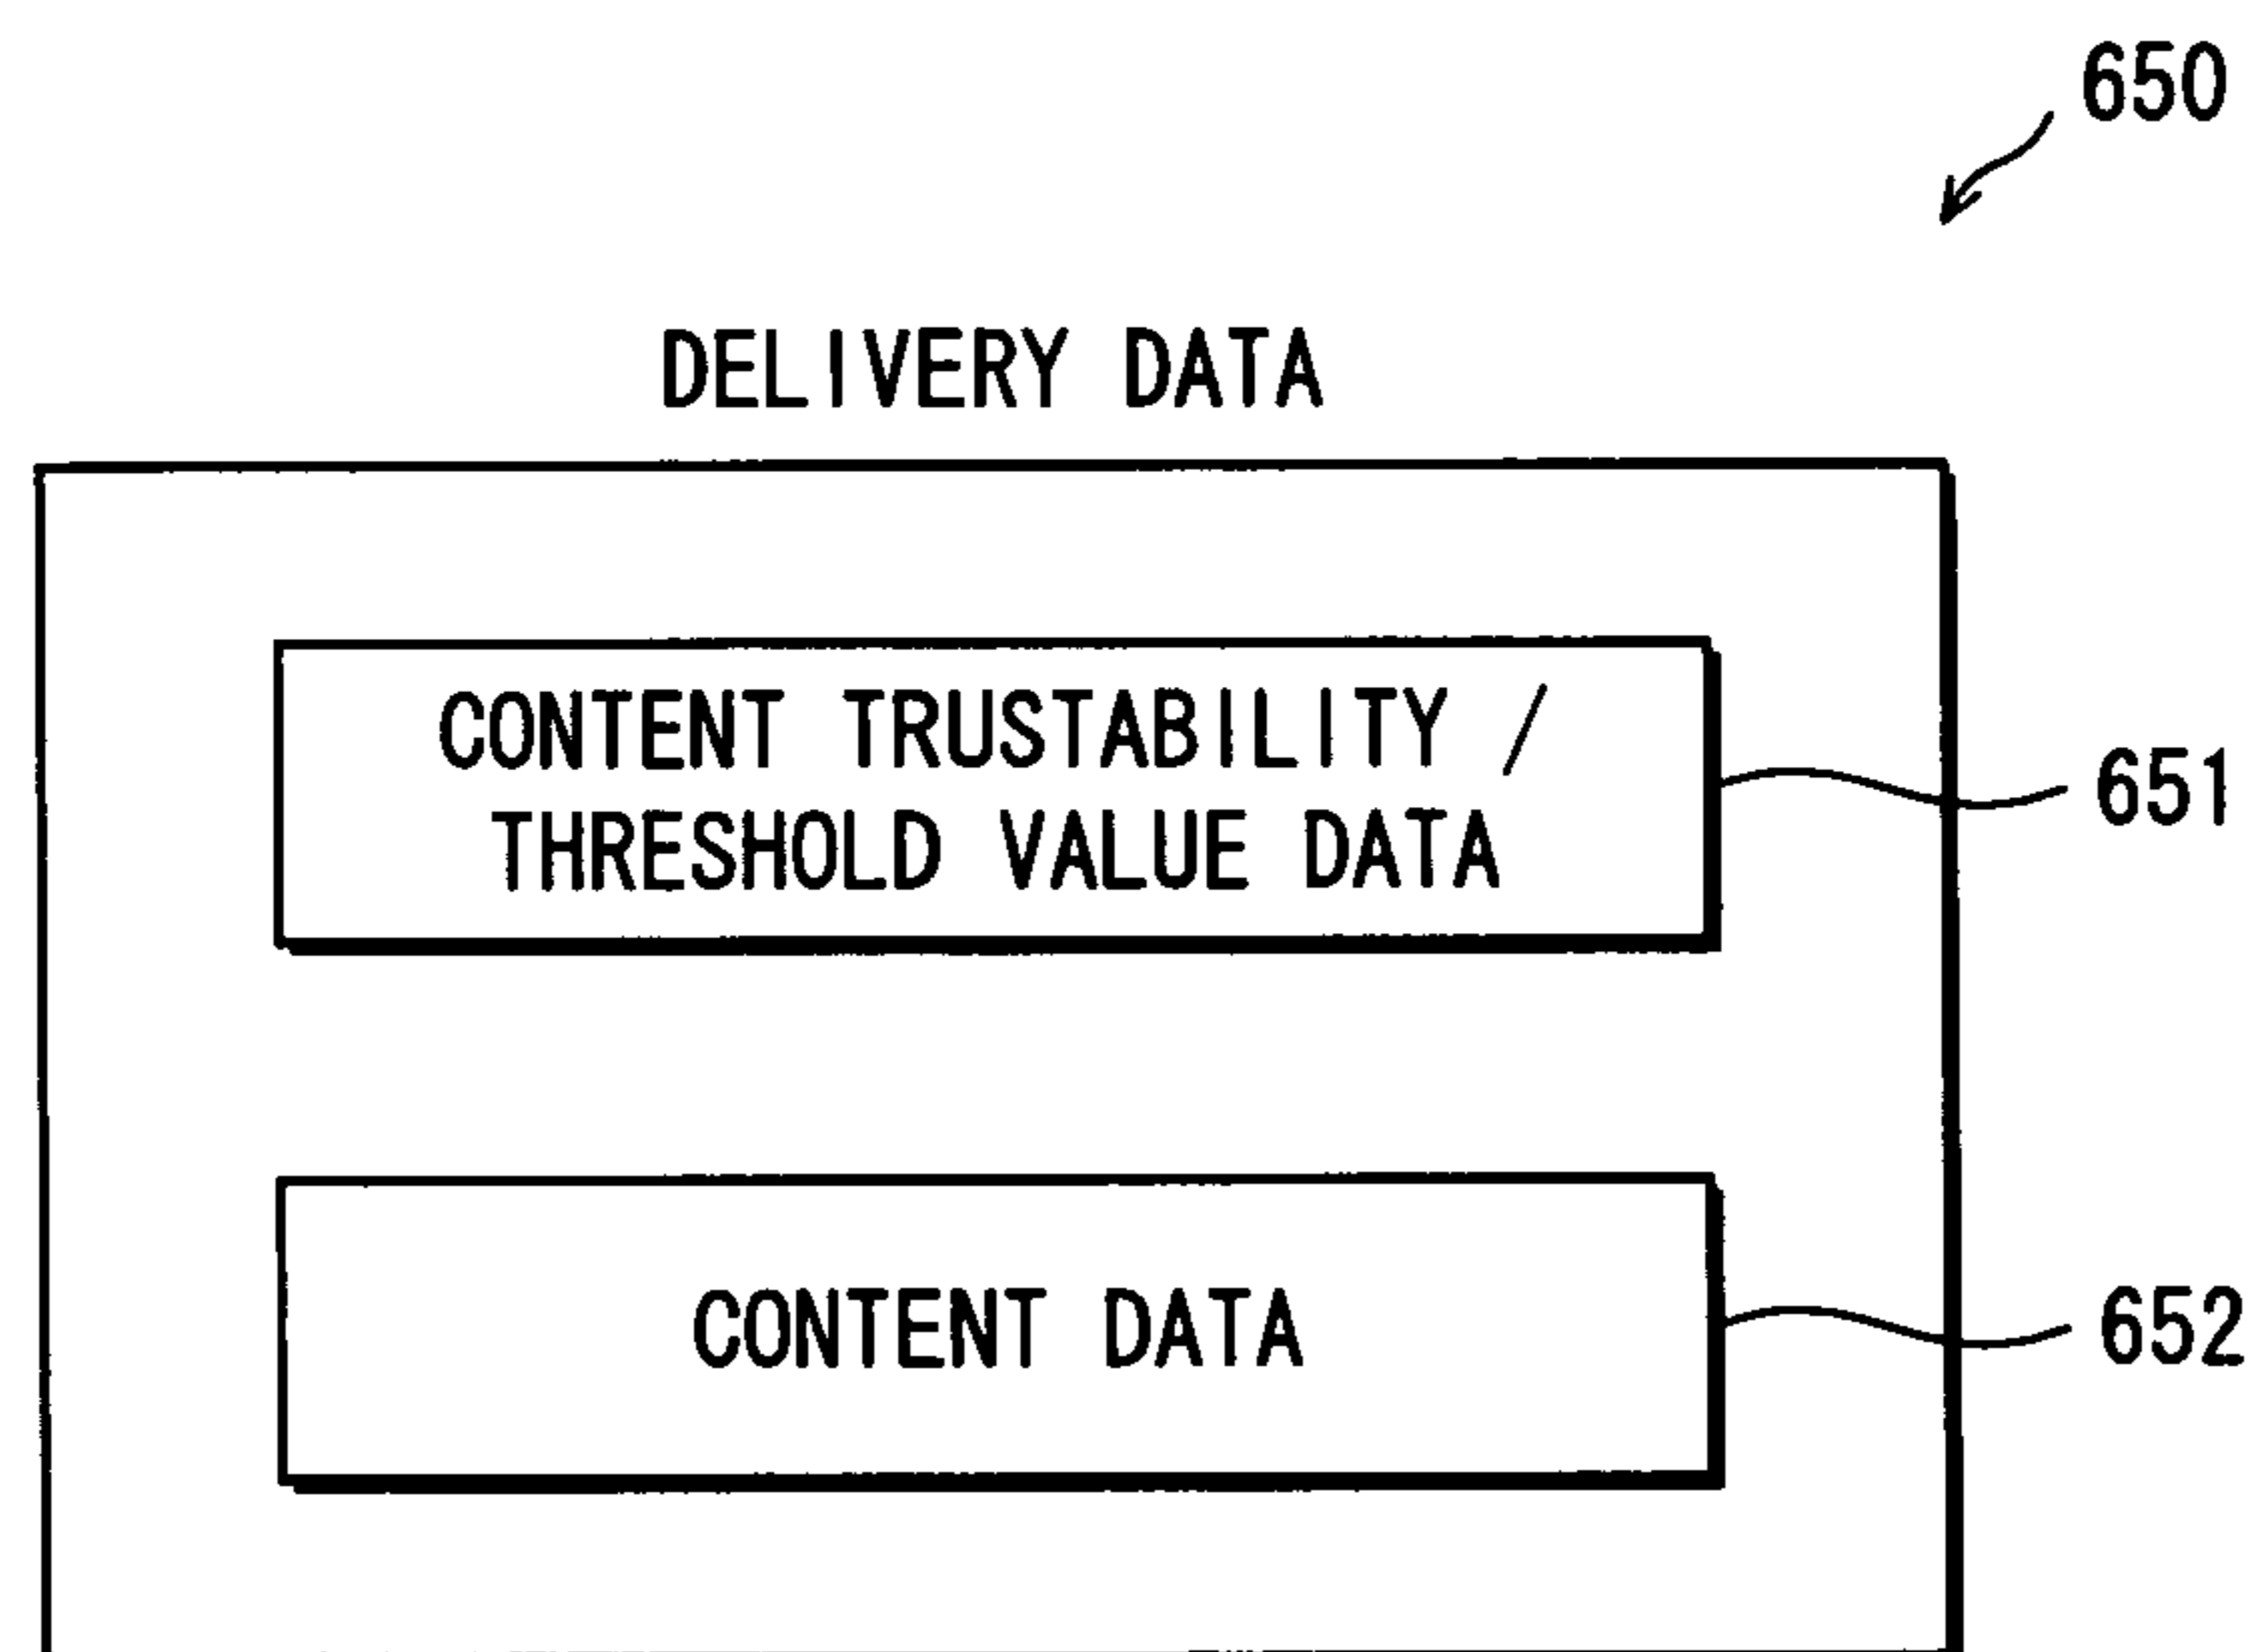 650
DELIVERY DATA
CONTENT TRUSTABILITY /
THRESHOLD VALUE DATA
651
CONTENT DATA
652